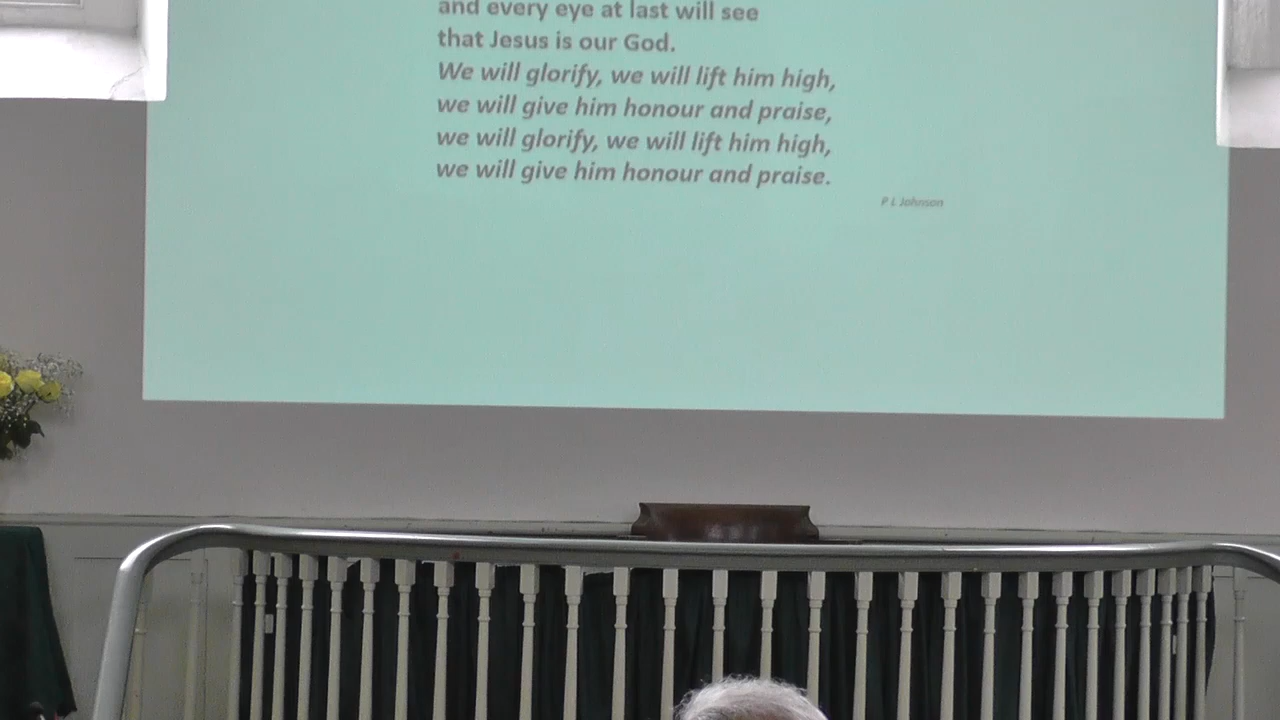 and every eye at last will see
that Jesus is our God.
We will glorify, we will lift him high,
we will give him honour and praise,
we will glorify, we will lift him high,
we will give him honour and praise.
P L Johnson